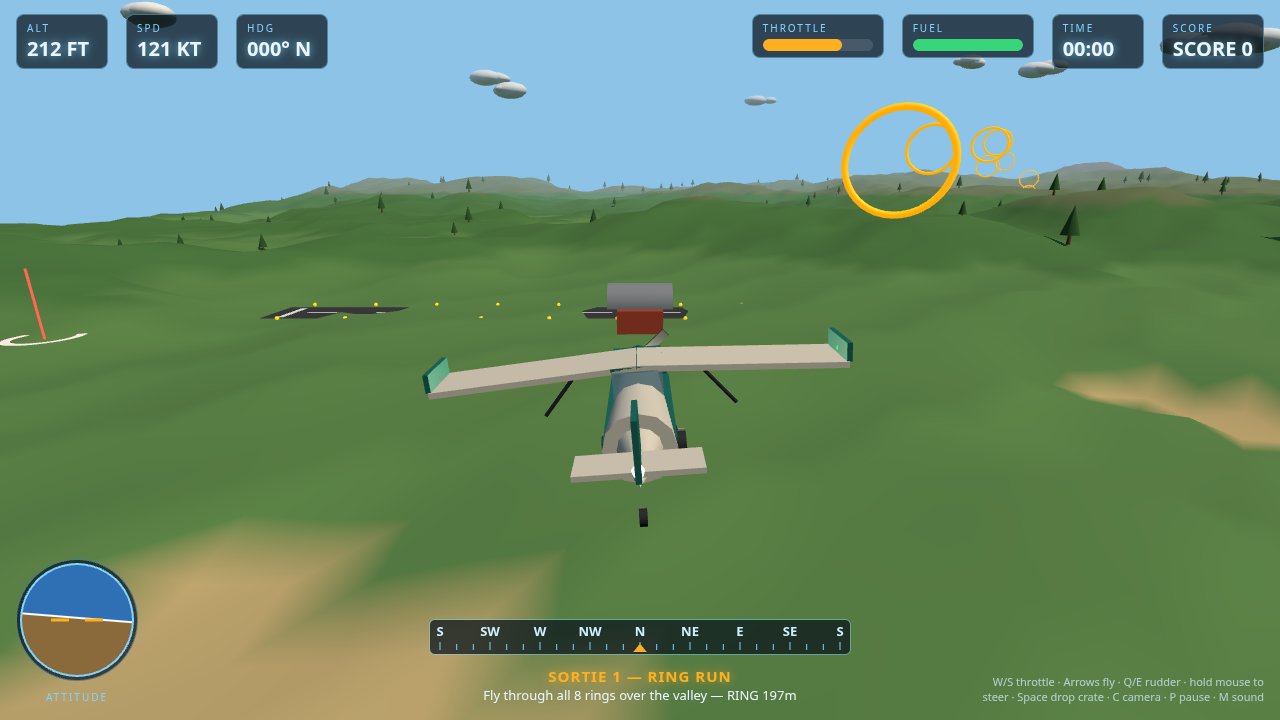 ALT
212 FT
SPD
121 KT
HDG
000° N
THROTTLE
FUEL
TIME
00:00
SCORE
SCORE 0
S SW W NW N NE E SE S
ATTITUDE
SORTIE 1 — RING RUN
Fly through all 8 rings over the valley — RING 197m
W/S throttle · Arrows fly · Q/E rudder · hold mouse to
steer · Space drop crate · C camera · P pause · M sound